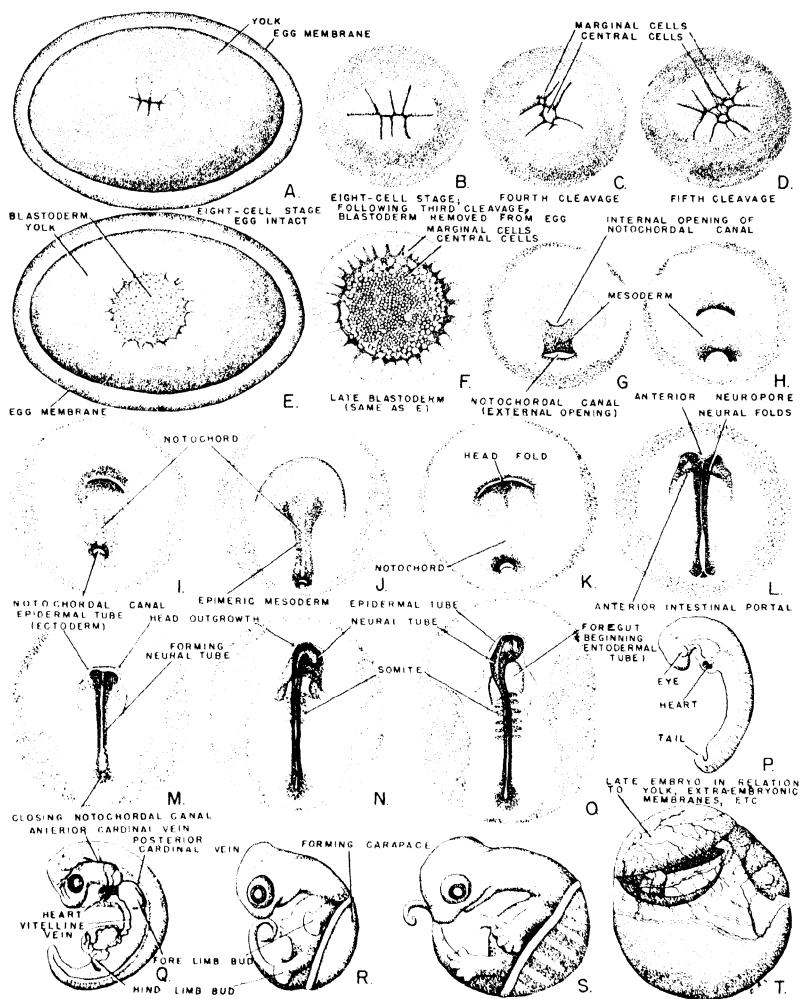 YOLK
EGG MEMBRANE
MARGINAL CELLS
CENTRAL CELLS
A.
B.
C.
D.
EIGHT-CELL STAGE
EGG INTACT
EIGHT-CELL STAGE;
FOLLOWING THIRD CLEAVAGE,
BLASTODERM REMOVED FROM EGG
FOURTH CLEAVAGE
FIFTH CLEAVAGE
BLASTODERM
YOLK
MARGINAL CELLS
CENTRAL CELLS
INTERNAL OPENING OF
NOTOCHORDAL CANAL
MESODERM
EGG MEMBRANE
E.
F.
G
H.
LATE BLASTODERM
(SAME AS E)
NOTOCHORDAL CANAL
(EXTERNAL OPENING)
ANTERIOR NEUROPORE
NEURAL FOLDS
NOTOCHORD
HEAD FOLD
NOTOCHORD
I.
J.
K.
L.
NOTOCHORDAL CANAL
EPIMERIC MESODERM
ANTERIOR INTESTINAL PORTAL
EPIDERMAL TUBE
(ECTODERM)
HEAD OUTGROWTH
FORMING
NEURAL TUBE
EPIDERMAL TUBE
NEURAL TUBE
SOMITE
FOREGUT
BEGINNING
ENTODERMAL
TUBE)
EYE
HEART
TAIL
M.
N.
O
P.
CLOSING NOTOCHORDAL CANAL
ANTERIOR CARDINAL VEIN
POSTERIOR
CARDINAL VEIN
FORMING CARAPACE
LATE EMBRYO IN RELATION
TO YOLK, EXTRA-EMBRYONIC
MEMBRANES, ETC
HEART
VITELLINE
VEIN
FORE LIMB BUD
HIND LIMB BUD
Q.
R.
S.
T.